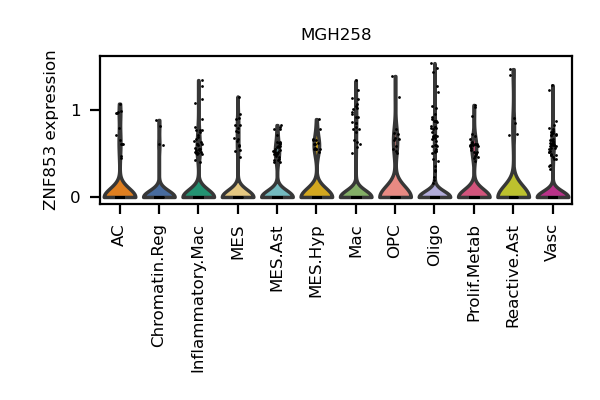 MGH258
ZNF853 expression
1
0
AC
Chromatin.Reg
Inflammatory.Mac
MES
MES.Ast
MES.Hyp
Mac
OPC
Oligo
Prolif.Metab
Reactive.Ast
Vasc